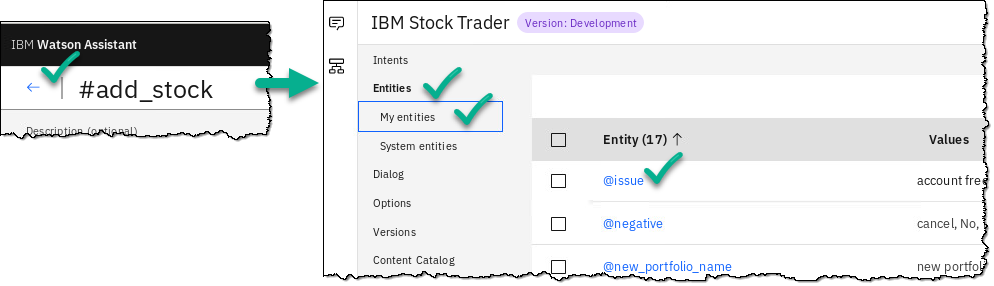 IBM Watson Assistant
#add_stock
Description (optional)
IBM Stock Trader
Version: Development
Intents
Entities
My entities
System entities
Dialog
Options
Versions
Content Catalog
Entity (17)
Values
@issue
account free
@negative
cancel, No,
@new_portfolio_name
new portfol